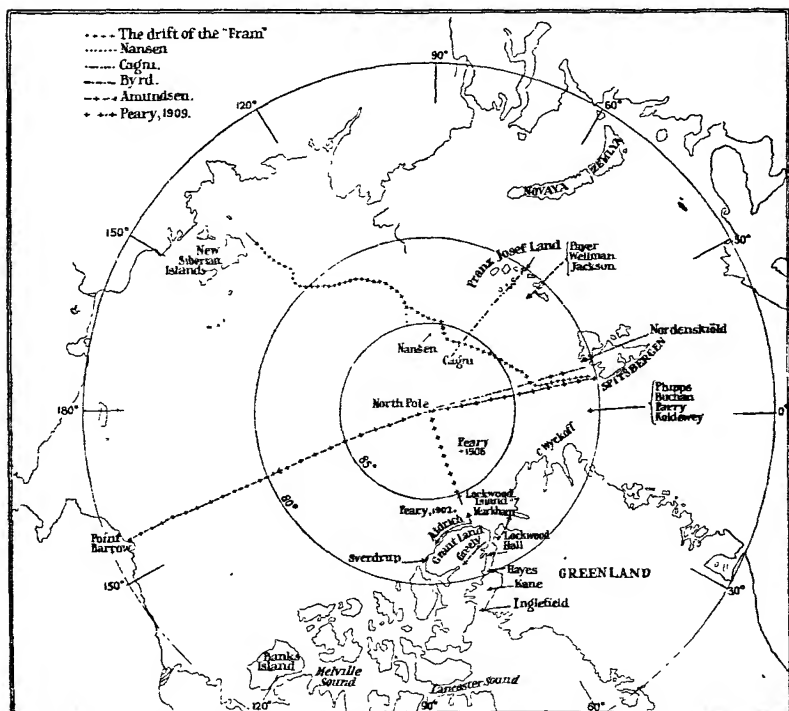 The drift of the "Fram"
Nansen
Cagni.
Byrd.
Amundsen.
Peary, 1909.
90°
120°
60°
NOVAYA ZEMLYA
150°
New
Siberian
Islands
Franz Josef Land
Payer
Wellman
Jackson
30°
Nansen
Cagni
Nordenskiold
SPITSBERGEN
North Pole
180°
Phipps
Buchan
Parry
Koldewey
0°
Peary
1906
85°
80°
C. Wyckoff
Point
Barrow
Peary, 1902.
Lockwood
Island
Markham
Aldrich
Grant Land
Greely
Lockwood
Hall
Sverdrup
Hayes
Kane
GREENLAND
150°
30°
Inglefield
Banks
Island
Melville
Sound
Lancaster Sound
120°
90°
60°